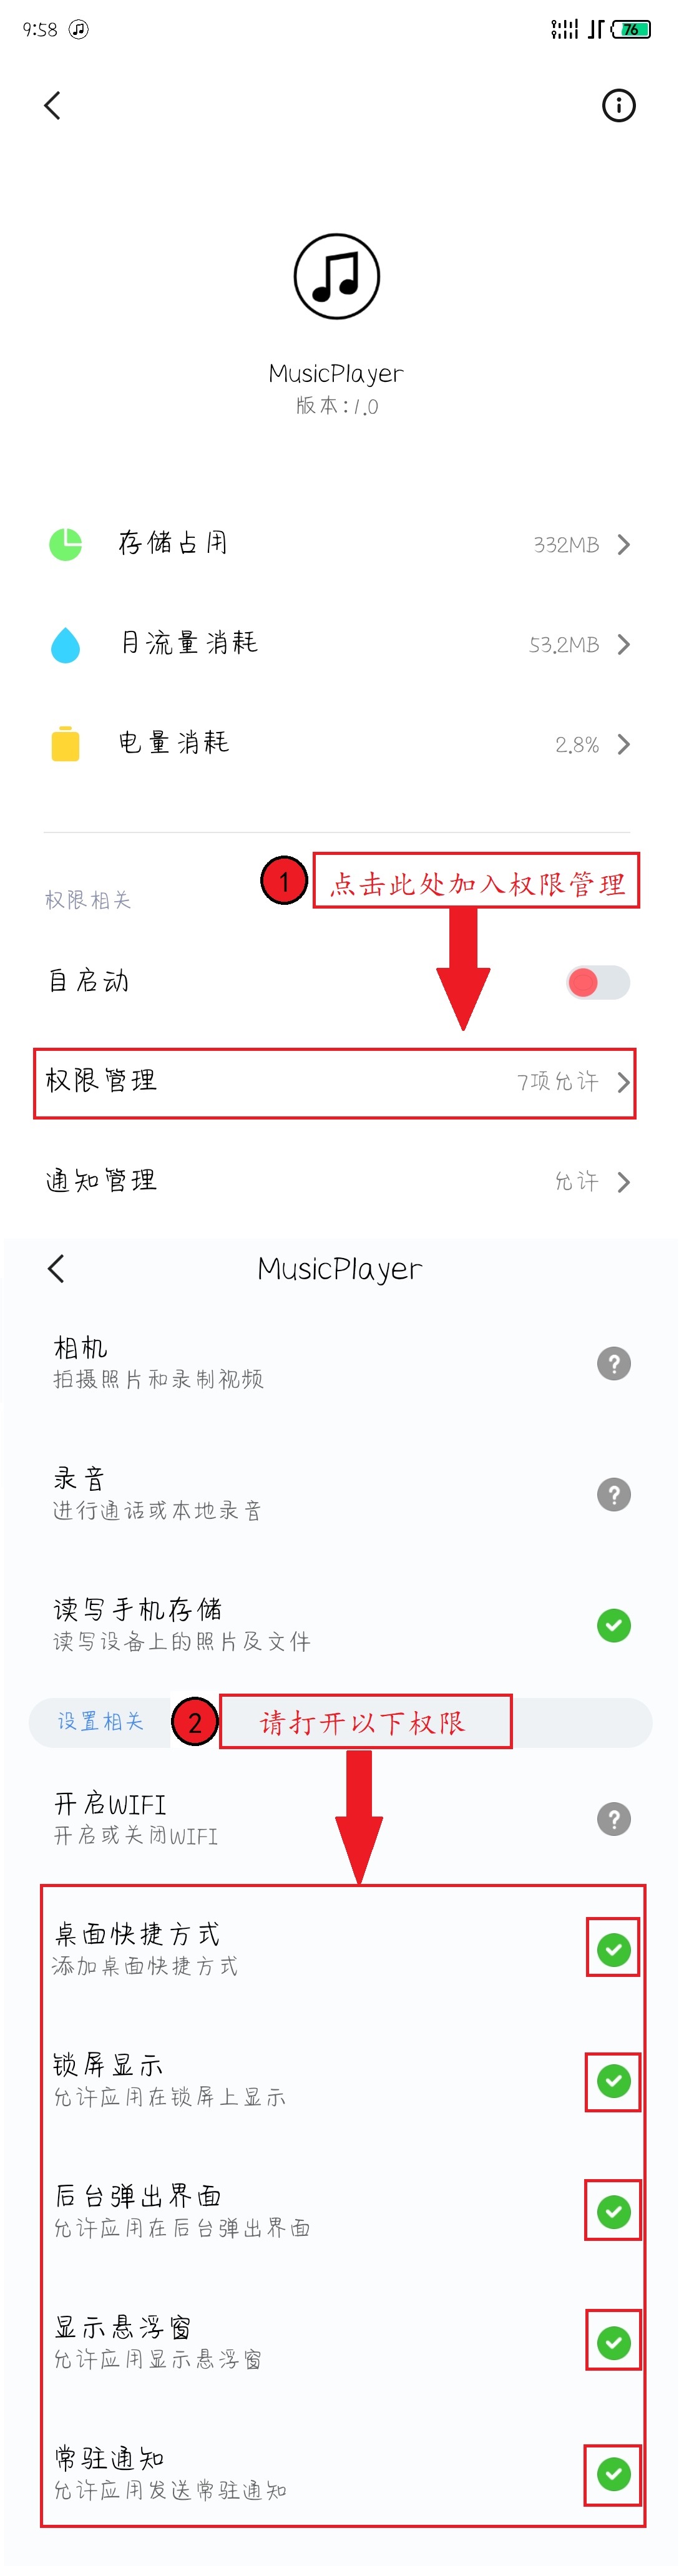 9:58
76
MusicPlayer
版本:1.0
存储占用 332MB
月流量消耗 53.2MB
电量消耗 2.8%
1 点击此处加入权限管理
权限相关
自启动
权限管理 7项允许
通知管理 允许
MusicPlayer
相机
拍摄照片和录制视频
录音
进行通话或本地录音
读写手机存储
读写设备上的照片及文件
设置相关 2 请打开以下权限
开启WIFI
开启或关闭WIFI
桌面快捷方式
添加桌面快捷方式
锁屏显示
允许应用在锁屏上显示
后台弹出界面
允许应用在后台弹出界面
显示悬浮窗
允许应用显示悬浮窗
常驻通知
允许应用发送常驻通知